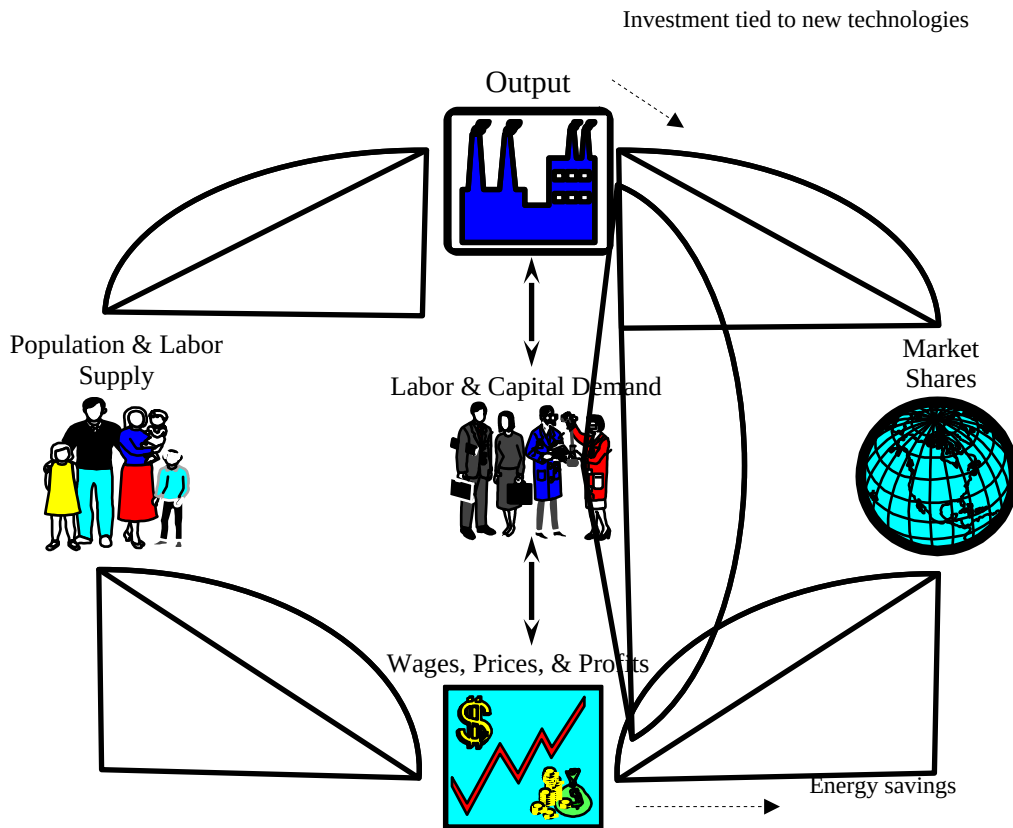 Investment tied to new technologies
Output
Population & Labor
Supply
Labor & Capital Demand
Market
Shares
Wages, Prices, & Profits
$
Energy savings